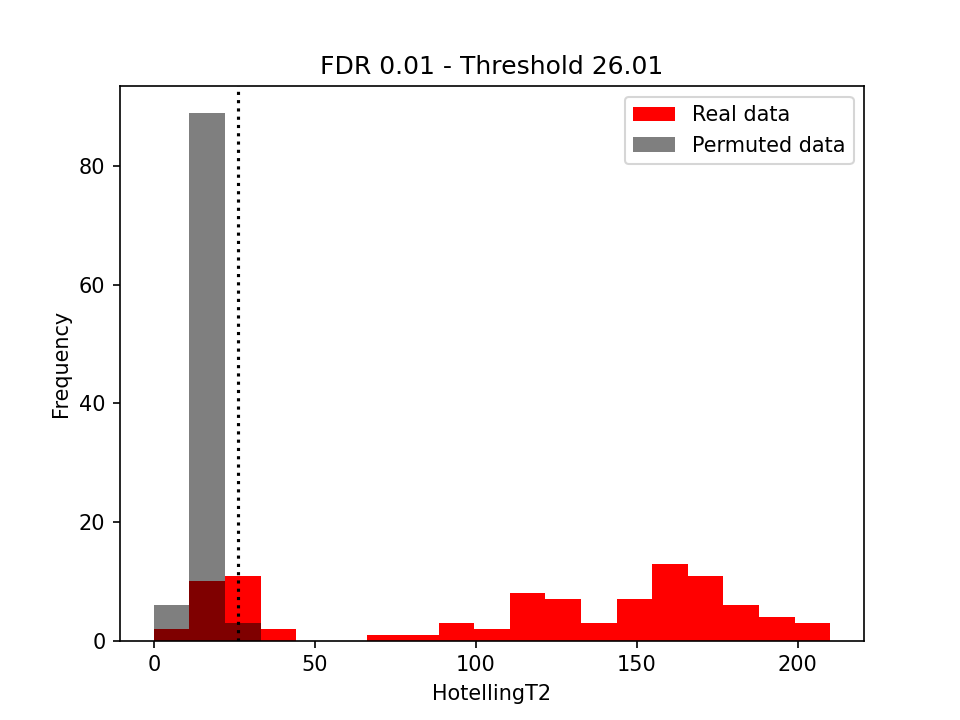 FDR 0.01 - Threshold 26.01
Real data
Permuted data
80
60
40
20
0
Frequency
0 50 100 150 200
HotellingT2